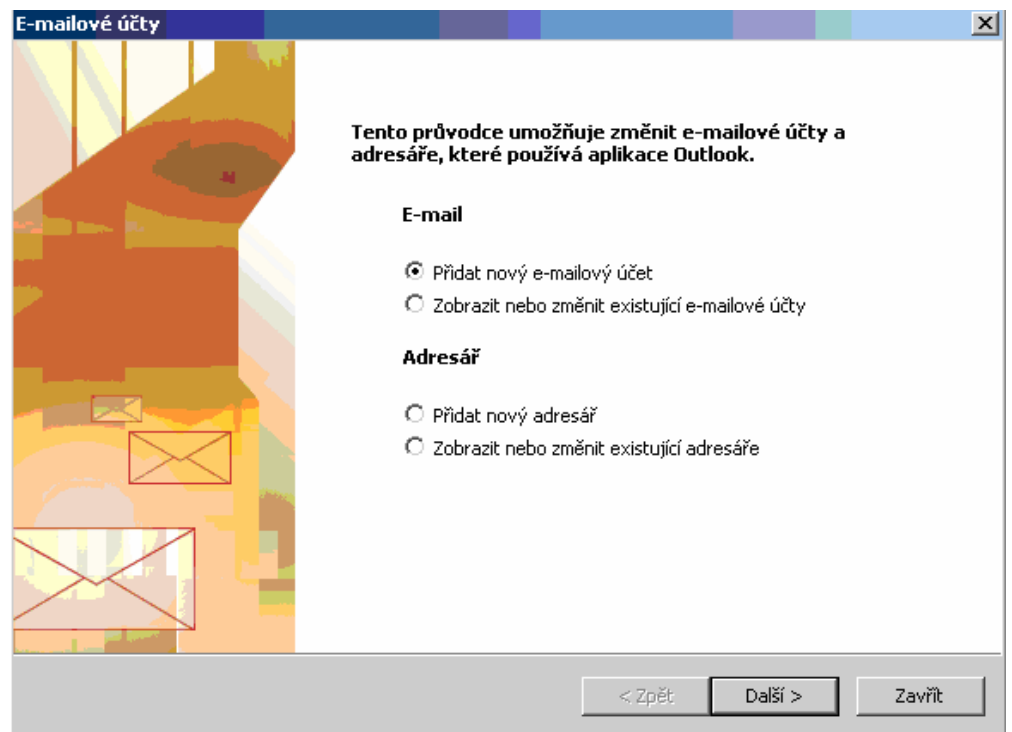 E-mailové účty
Tento průvodce umožňuje změnit e-mailové účty a
adresáře, které používá aplikace Outlook.
E-mail
Přidat nový e-mailový účet
Zobrazit nebo změnit existující e-mailové účty
Adresář
Přidat nový adresář
Zobrazit nebo změnit existující adresáře
< Zpět
Další >
Zavřít